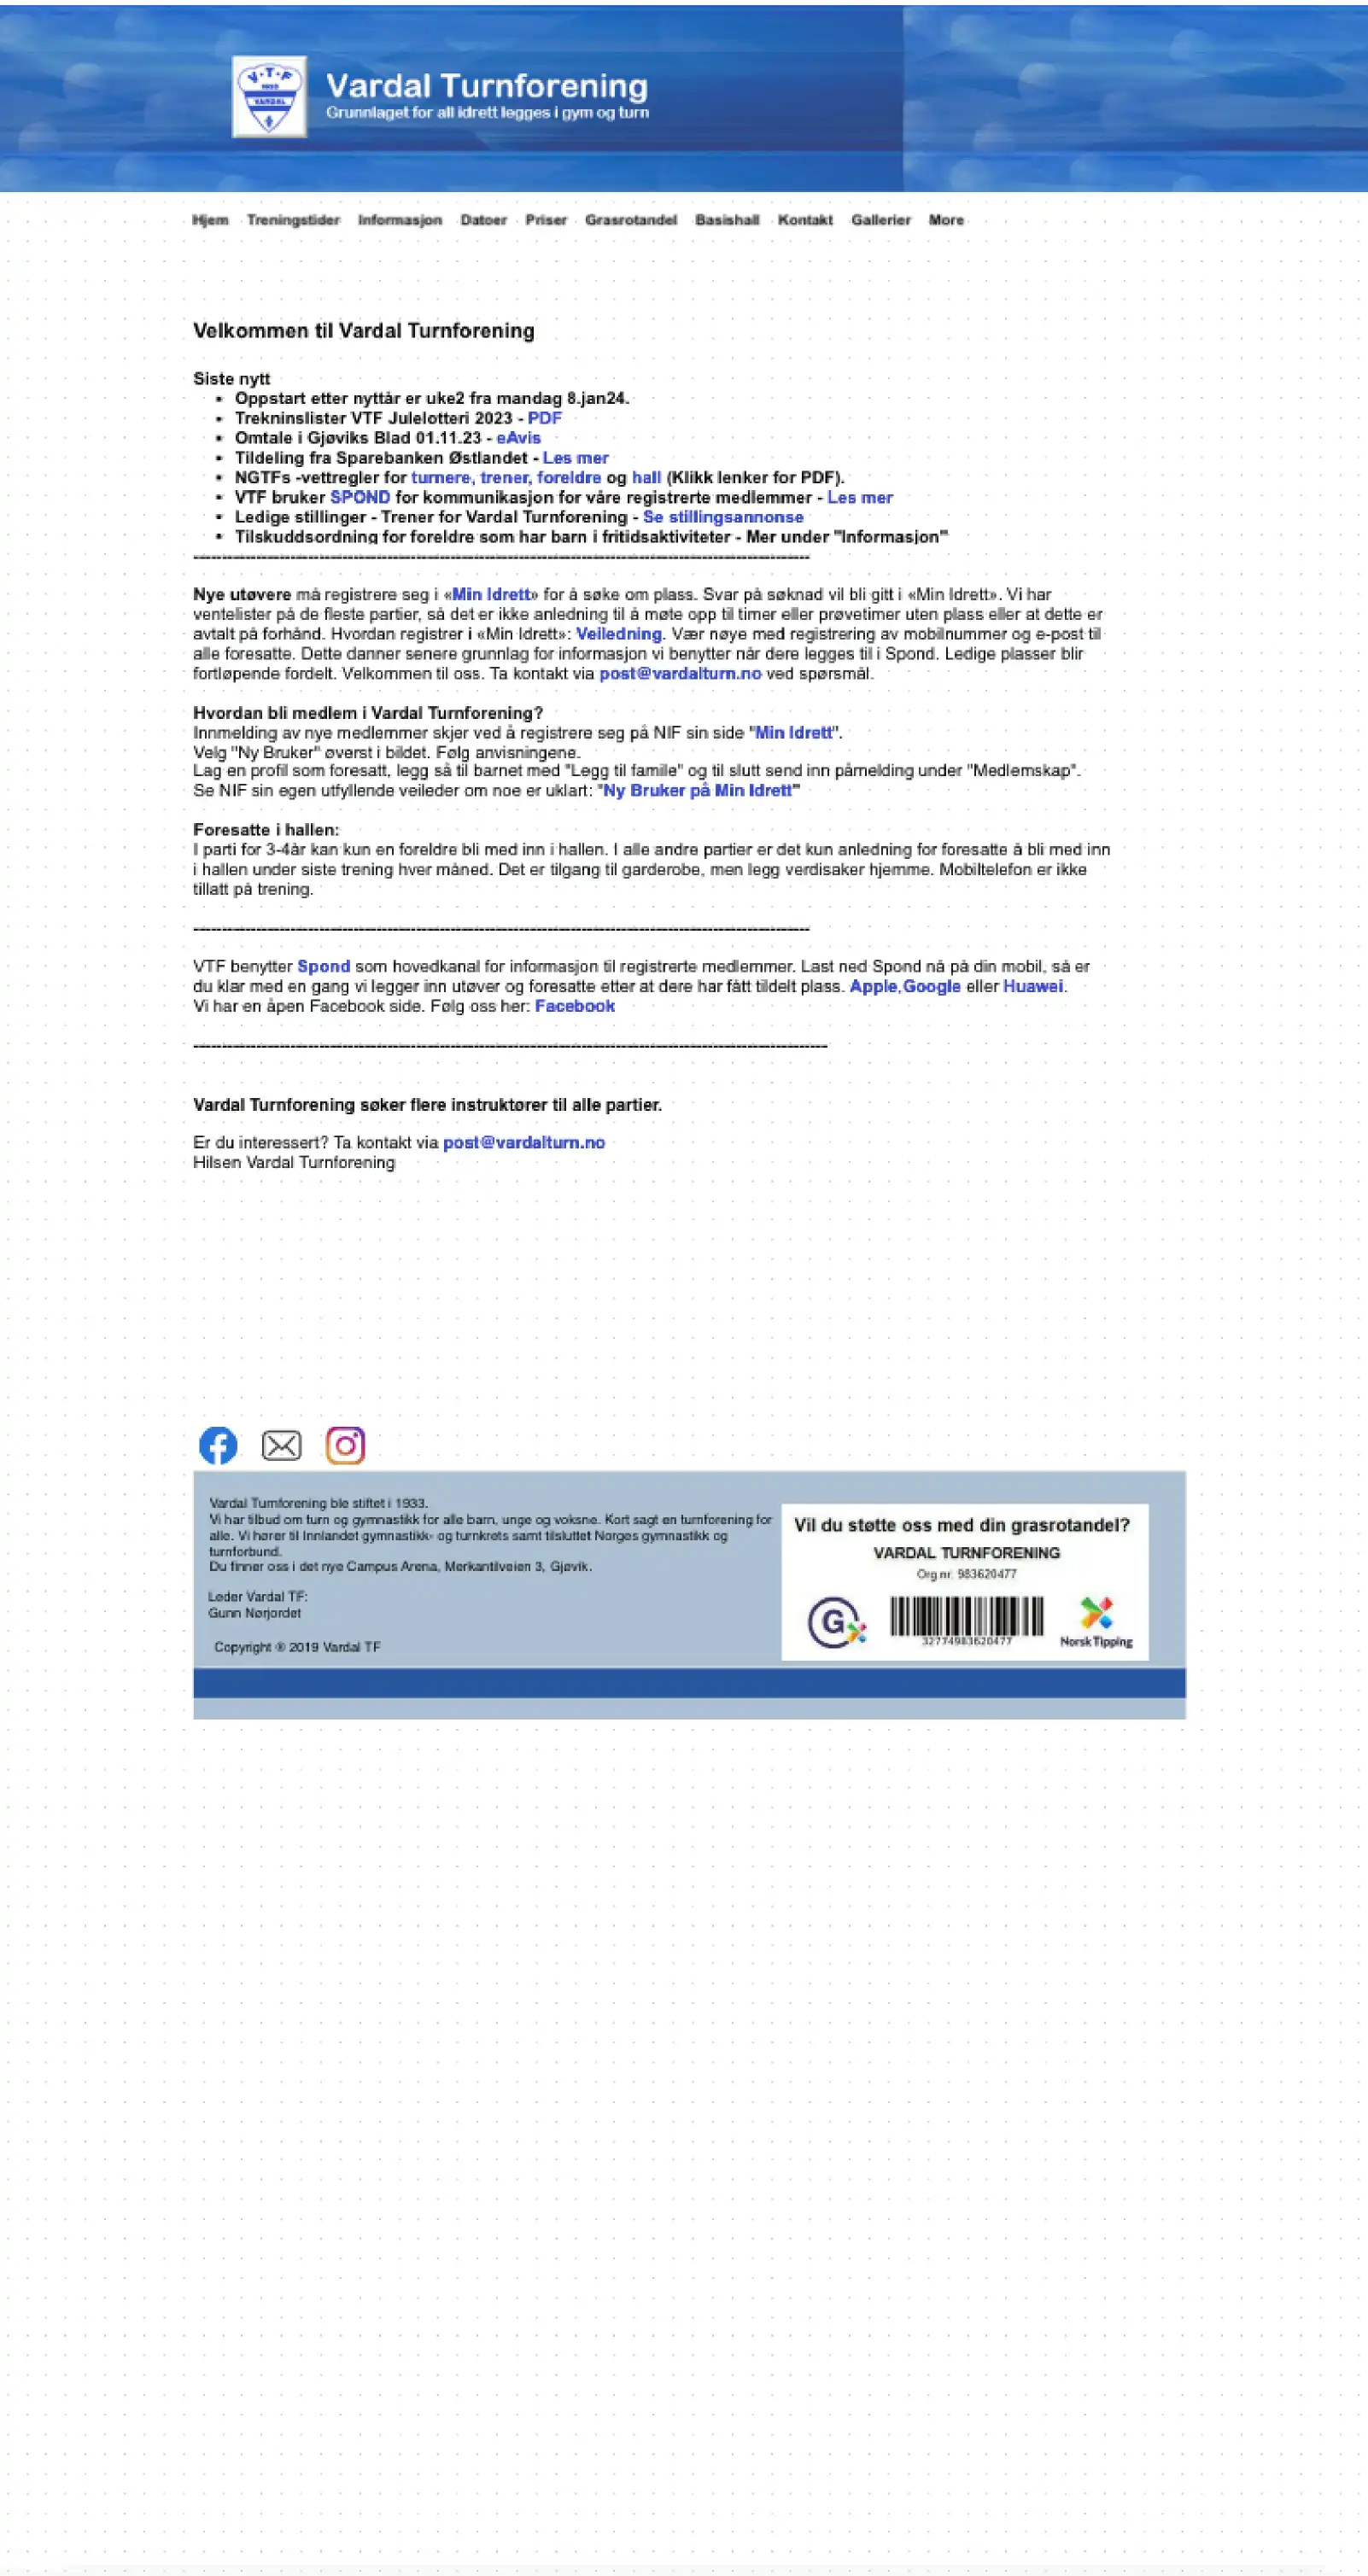 V·T·F
1933
VARDAL
Vardal Turnforening
Grunnlaget for all idrett legges i gym og turn
Hjem Treningstider Informasjon Datoer Priser Grasrotandel Basishall Kontakt Gallerier More
Velkommen til Vardal Turnforening
Siste nytt
• Oppstart etter nyttår er uke2 fra mandag 8.jan24.
• Trekninslister VTF Julelotteri 2023 - PDF
• Omtale i Gjøviks Blad 01.11.23 - eAvis
• Tildeling fra Sparebanken Østlandet - Les mer
• NGTFs -vettregler for turnere, trener, foreldre og hall (Klikk lenker for PDF).
• VTF bruker SPOND for kommunikasjon for våre registrerte medlemmer - Les mer
• Ledige stillinger - Trener for Vardal Turnforening - Se stillingsannonse
• Tilskuddsordning for foreldre som har barn i fritidsaktiviteter - Mer under "Informasjon"
Nye utøvere må registrere seg i «Min Idrett» for å søke om plass. Svar på søknad vil bli gitt i «Min Idrett». Vi har
ventelister på de fleste partier, så det er ikke anledning til å møte opp til timer eller prøvetimer uten plass eller at dette er
avtalt på forhånd. Hvordan registrer i «Min Idrett»: Veiledning. Vær nøye med registrering av mobilnummer og e-post til
alle foresatte. Dette danner senere grunnlag for informasjon vi benytter når dere legges til i Spond. Ledige plasser blir
fortløpende fordelt. Velkommen til oss. Ta kontakt via post@vardalturn.no ved spørsmål.
Hvordan bli medlem i Vardal Turnforening?
Innmelding av nye medlemmer skjer ved å registrere seg på NIF sin side "Min Idrett".
Velg "Ny Bruker" øverst i bildet. Følg anvisningene.
Lag en profil som foresatt, legg så til barnet med "Legg til famile" og til slutt send inn påmelding under "Medlemskap".
Se NIF sin egen utfyllende veileder om noe er uklart: "Ny Bruker på Min Idrett"
Foresatte i hallen:
I parti for 3-4år kan kun en foreldre bli med inn i hallen. I alle andre partier er det kun anledning for foresatte å bli med inn
i hallen under siste trening hver måned. Det er tilgang til garderobe, men legg verdisaker hjemme. Mobiltelefon er ikke
tillatt på trening.
VTF benytter Spond som hovedkanal for informasjon til registrerte medlemmer. Last ned Spond nå på din mobil, så er
du klar med en gang vi legger inn utøver og foresatte etter at dere har fått tildelt plass. Apple,Google eller Huawei.
Vi har en åpen Facebook side. Følg oss her: Facebook
Vardal Turnforening søker flere instruktører til alle partier.
Er du interessert? Ta kontakt via post@vardalturn.no
Hilsen Vardal Turnforening
Vardal Turnforening ble stiftet i 1933.
Vi har tilbud om turn og gymnastikk for alle barn, unge og voksne. Kort sagt en turnforening for
alle. Vi hører til Innlandet gymnastikk- og turnkrets samt tilsluttet Norges gymnastikk og
turnforbund.
Du finner oss i det nye Campus Arena, Merkantilveien 3, Gjøvik.
Leder Vardal TF:
Gunn Nørjordet
Copyright ® 2019 Vardal TF
Vil du støtte oss med din grasrotandel?
VARDAL TURNFORENING
Org nr. 983620477
G
32774983620477
Norsk Tipping